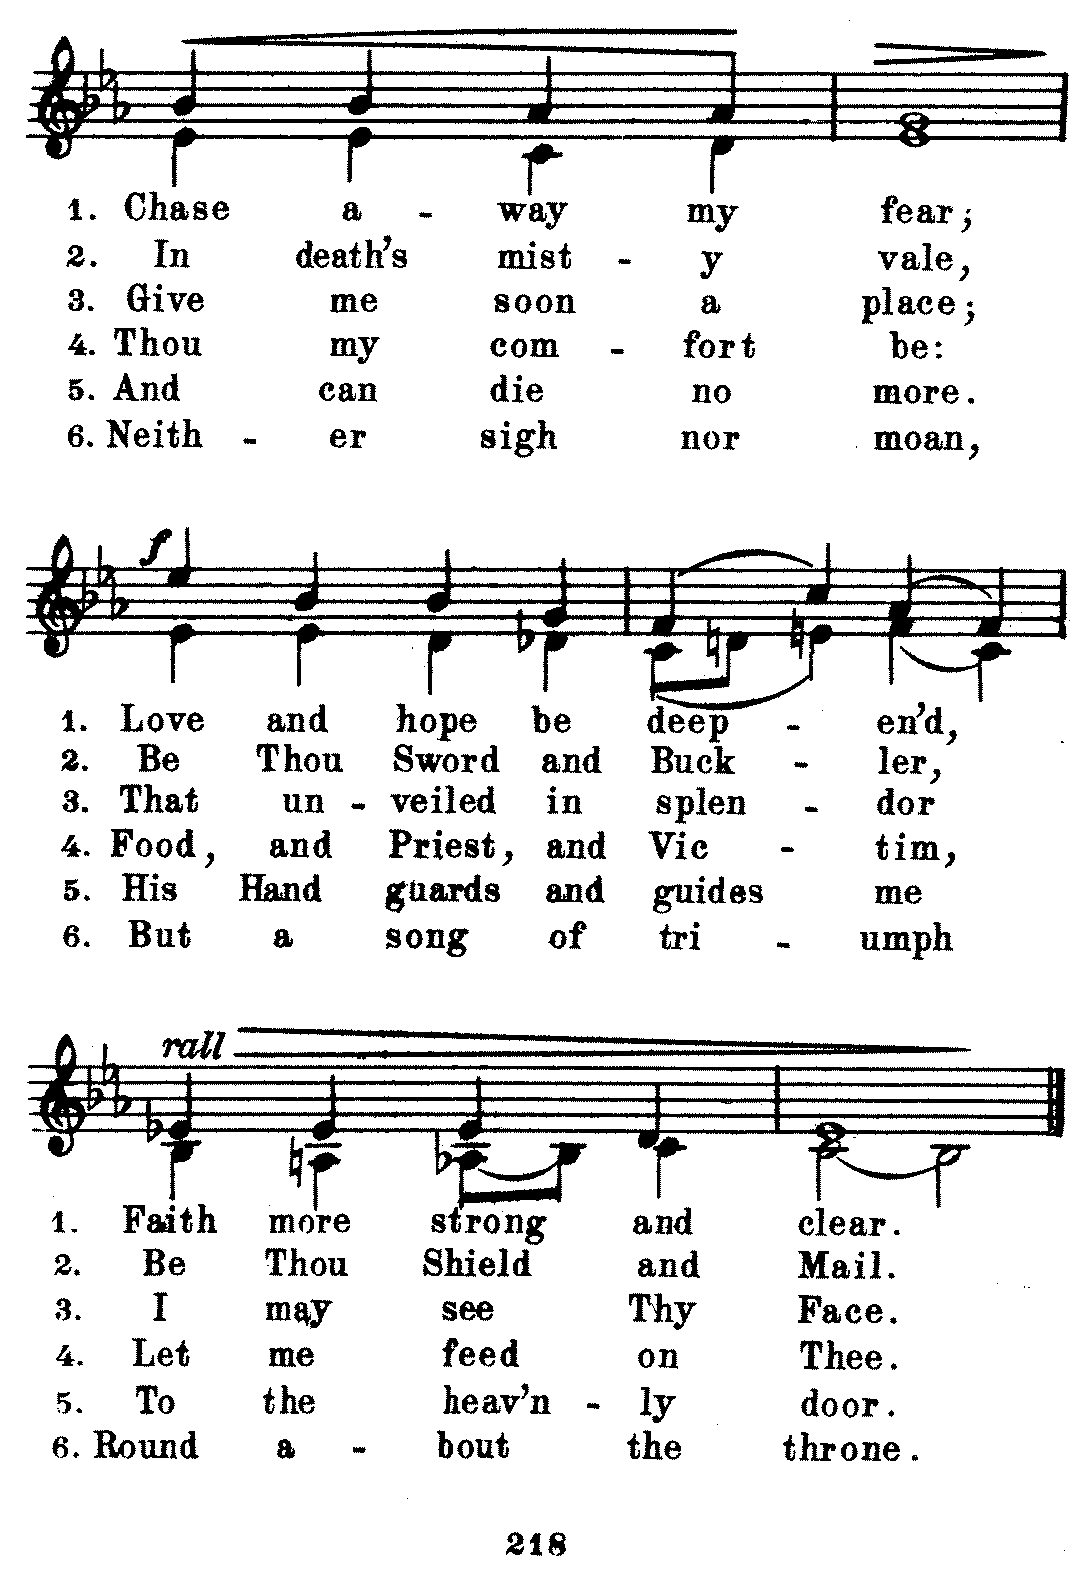 1. Chase a - way my fear;
2. In death's mist - y vale,
3. Give me soon a place;
4. Thou my com - fort be:
5. And can die no more.
6. Neith - er sigh nor moan,
f
1. Love and hope be deep - en'd,
2. Be Thou Sword and Buck - ler,
3. That un - veiled in splen - dor
4. Food, and Priest, and Vic - tim,
5. His Hand guards and guides me
6. But a song of tri - umph
rall
1. Faith more strong and clear.
2. Be Thou Shield and Mail.
3. I may see Thy Face.
4. Let me feed on Thee.
5. To the heav'n - ly door.
6. Round a - bout the throne.
218